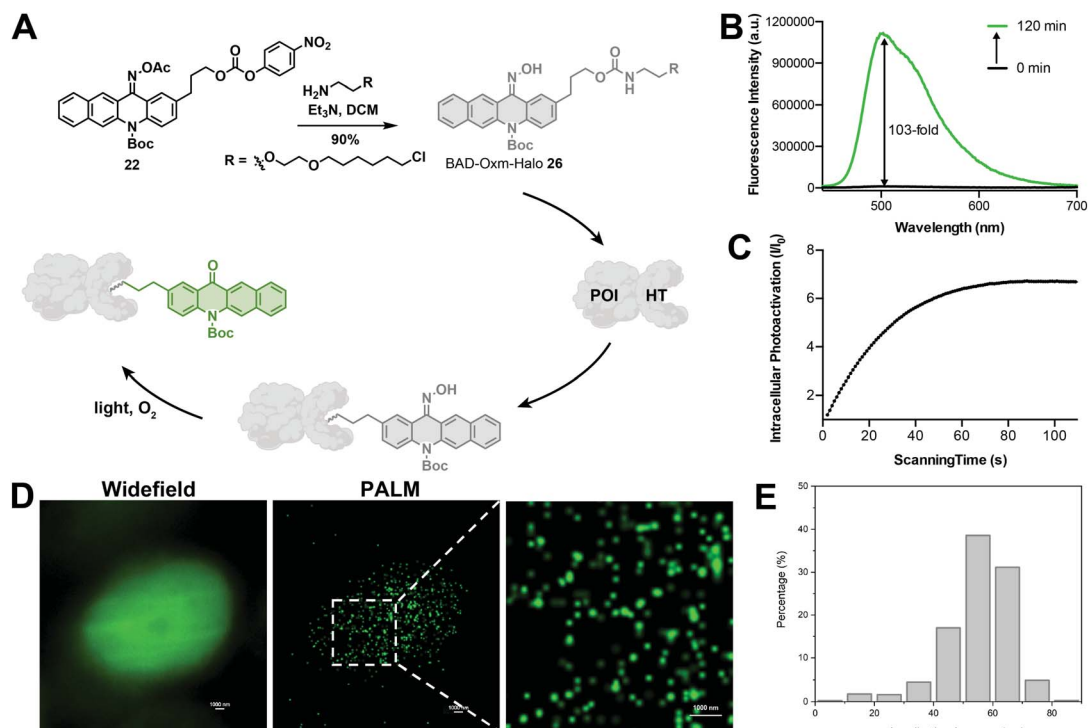 A
N
OAc
O
O
O
O
NO₂
N
Boc
22
H₂N
R
Et₃N, DCM
90%
R =
O
O
Cl
N
OH
O
O
N
H
R
N
Boc
BAD-Oxm-Halo 26
POI HT
O
N
Boc
light, O₂
N
OH
N
Boc
B
Fluorescence Intensity (a.u.)
1200000
900000
600000
300000
0
120 min
0 min
103-fold
500 600 700
Wavelength (nm)
C
Intracellular Photoactivation (I/I₀)
8
6
4
2
0 20 40 60 80 100
ScanningTime (s)
D
Widefield PALM
1000 nm
1000 nm
1000 nm
E
Percentage (%)
50
40
30
20
10
0
0 20 40 60 80